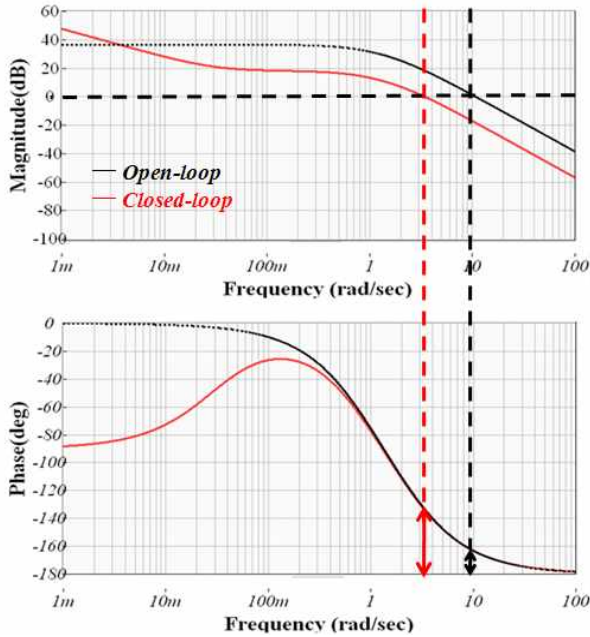 Magnitude(dB)
60
40
20
0
-20
-40
-60
-80
-100
Open-loop
Closed-loop
1m 10m 100m 1 10 100
Frequency (rad/sec)
Phase(deg)
0
-20
-40
-60
-80
-100
-120
-140
-160
-180
1m 10m 100m 1 10 100
Frequency (rad/sec)